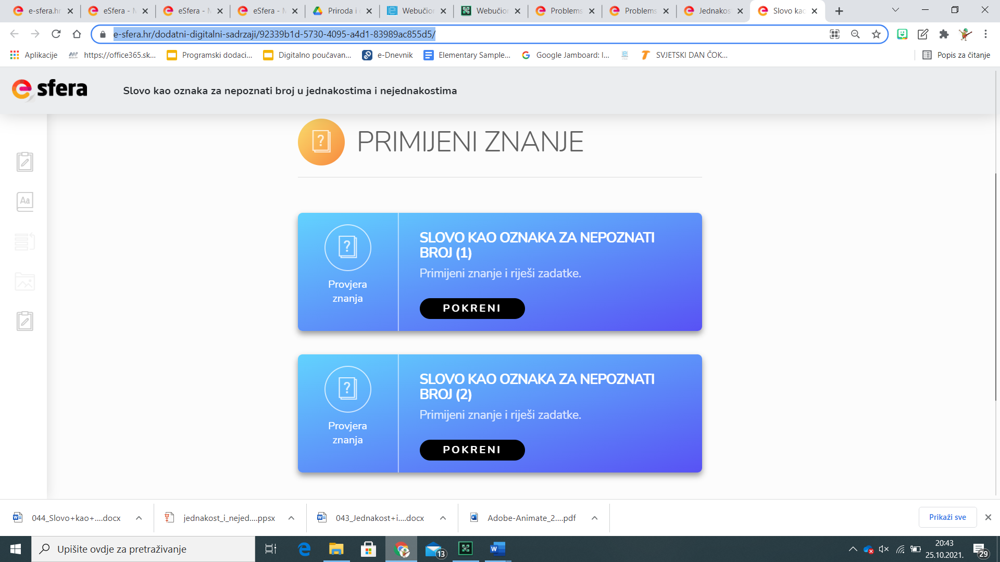 e-sfera.hr
eSfera - M
eSfera - M
eSfera - M
Priroda i
Webučion
Webučion
Problems
Problems
Jednakos
Slovo kao
e-sfera.hr/dodatni-digitalni-sadrzaji/92339b1d-5730-4095-a4d1-83989ac855d5/
Aplikacije
https://office365.sk...
Programski dodaci...
Digitalno poučavan...
e-Dnevnik
Elementary Sample...
Google Jamboard: I...
SVJETSKI DAN ČOK...
Popis za čitanje
e sfera
Slovo kao oznaka za nepoznati broj u jednakostima i nejednakostima
PRIMIJENI ZNANJE
Aa
Provjera
znanja
SLOVO KAO OZNAKA ZA NEPOZNATI
BROJ (1)
Primijeni znanje i riješi zadatke.
POKRENI
Provjera
znanja
SLOVO KAO OZNAKA ZA NEPOZNATI
BROJ (2)
Primijeni znanje i riješi zadatke.
POKRENI
044_Slovo+kao+....docx
jednakost_i_nejed....ppsx
043_Jednakost+i....docx
Adobe-Animate_2....pdf
Prikaži sve
Upišite ovdje za pretraživanje
13
20:43
25.10.2021.
29